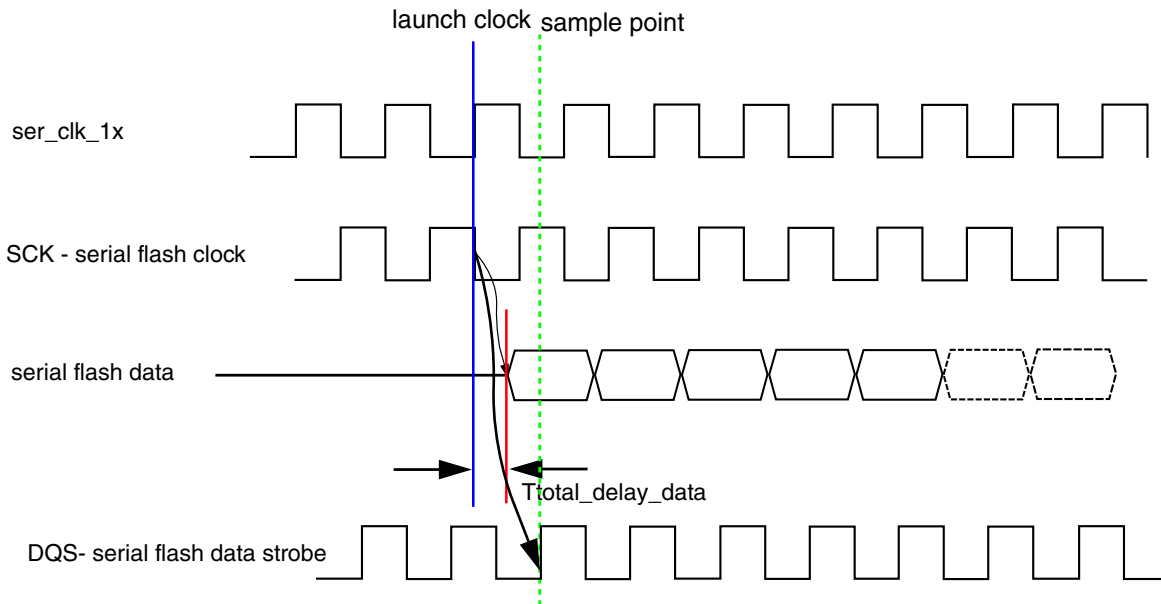 launch clock sample point
ser_clk_1x
SCK - serial flash clock
serial flash data
Ttotal_delay_data
DQS- serial flash data strobe